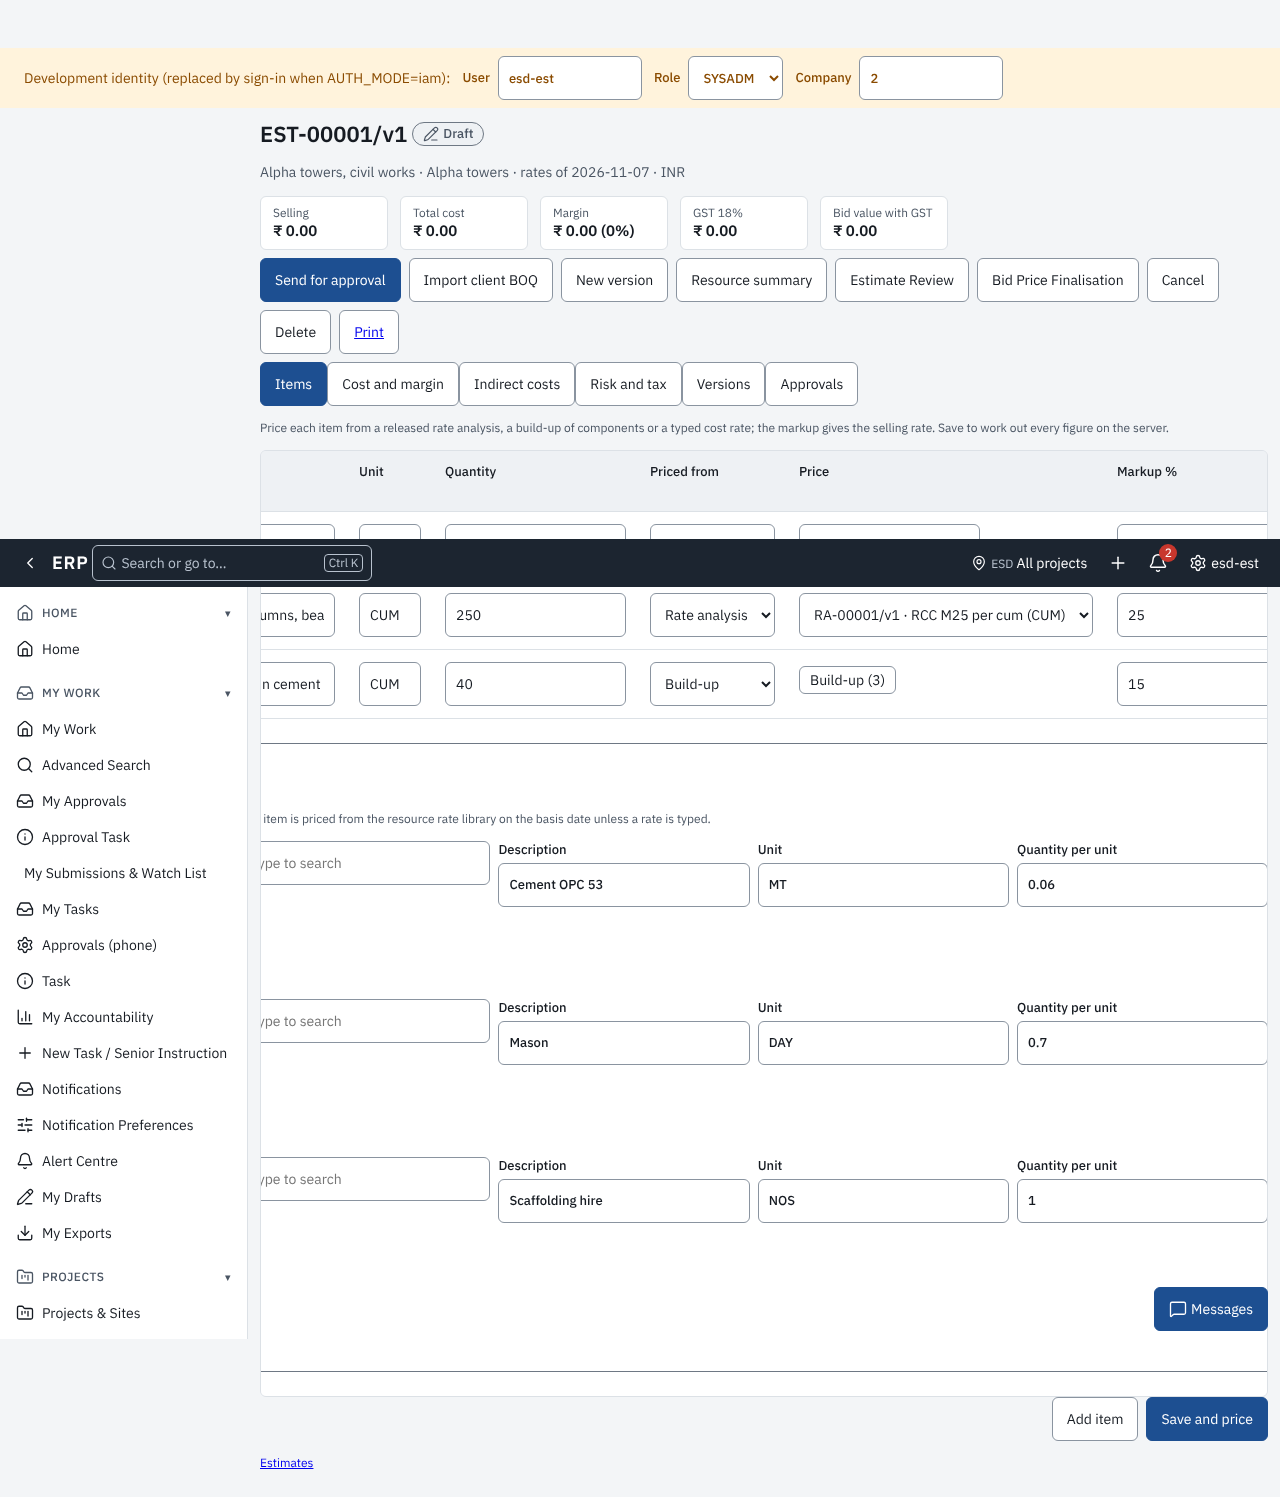 Development identity (replaced by sign-in when AUTH_MODE=iam): User esd-est Role SYSADM Company 2
EST-00001/v1 Draft
Alpha towers, civil works · Alpha towers · rates of 2026-11-07 · INR
Selling Total cost Margin GST 18% Bid value with GST
₹ 0.00 ₹ 0.00 ₹ 0.00 (0%) ₹ 0.00 ₹ 0.00
Send for approval Import client BOQ New version Resource summary Estimate Review Bid Price Finalisation Cancel
Delete Print
Items Cost and margin Indirect costs Risk and tax Versions Approvals
Price each item from a released rate analysis, a build-up of components or a typed cost rate; the markup gives the selling rate. Save to work out every figure on the server.
Unit Quantity Priced from Price Markup %
ERP Search or go to... Ctrl K ESD All projects 2 esd-est
HOME
Home
MY WORK
My Work
Advanced Search
My Approvals
Approval Task
My Submissions & Watch List
My Tasks
Approvals (phone)
Task
My Accountability
New Task / Senior Instruction
Notifications
Notification Preferences
Alert Centre
My Drafts
My Exports
PROJECTS
Projects & Sites
umns, bea CUM 250 Rate analysis RA-00001/v1 · RCC M25 per cum (CUM) 25
n cement CUM 40 Build-up Build-up (3) 15
item is priced from the resource rate library on the basis date unless a rate is typed.
Description Unit Quantity per unit
ype to search Cement OPC 53 MT 0.06
Description Unit Quantity per unit
ype to search Mason DAY 0.7
Description Unit Quantity per unit
ype to search Scaffolding hire NOS 1
Messages
Add item Save and price
Estimates